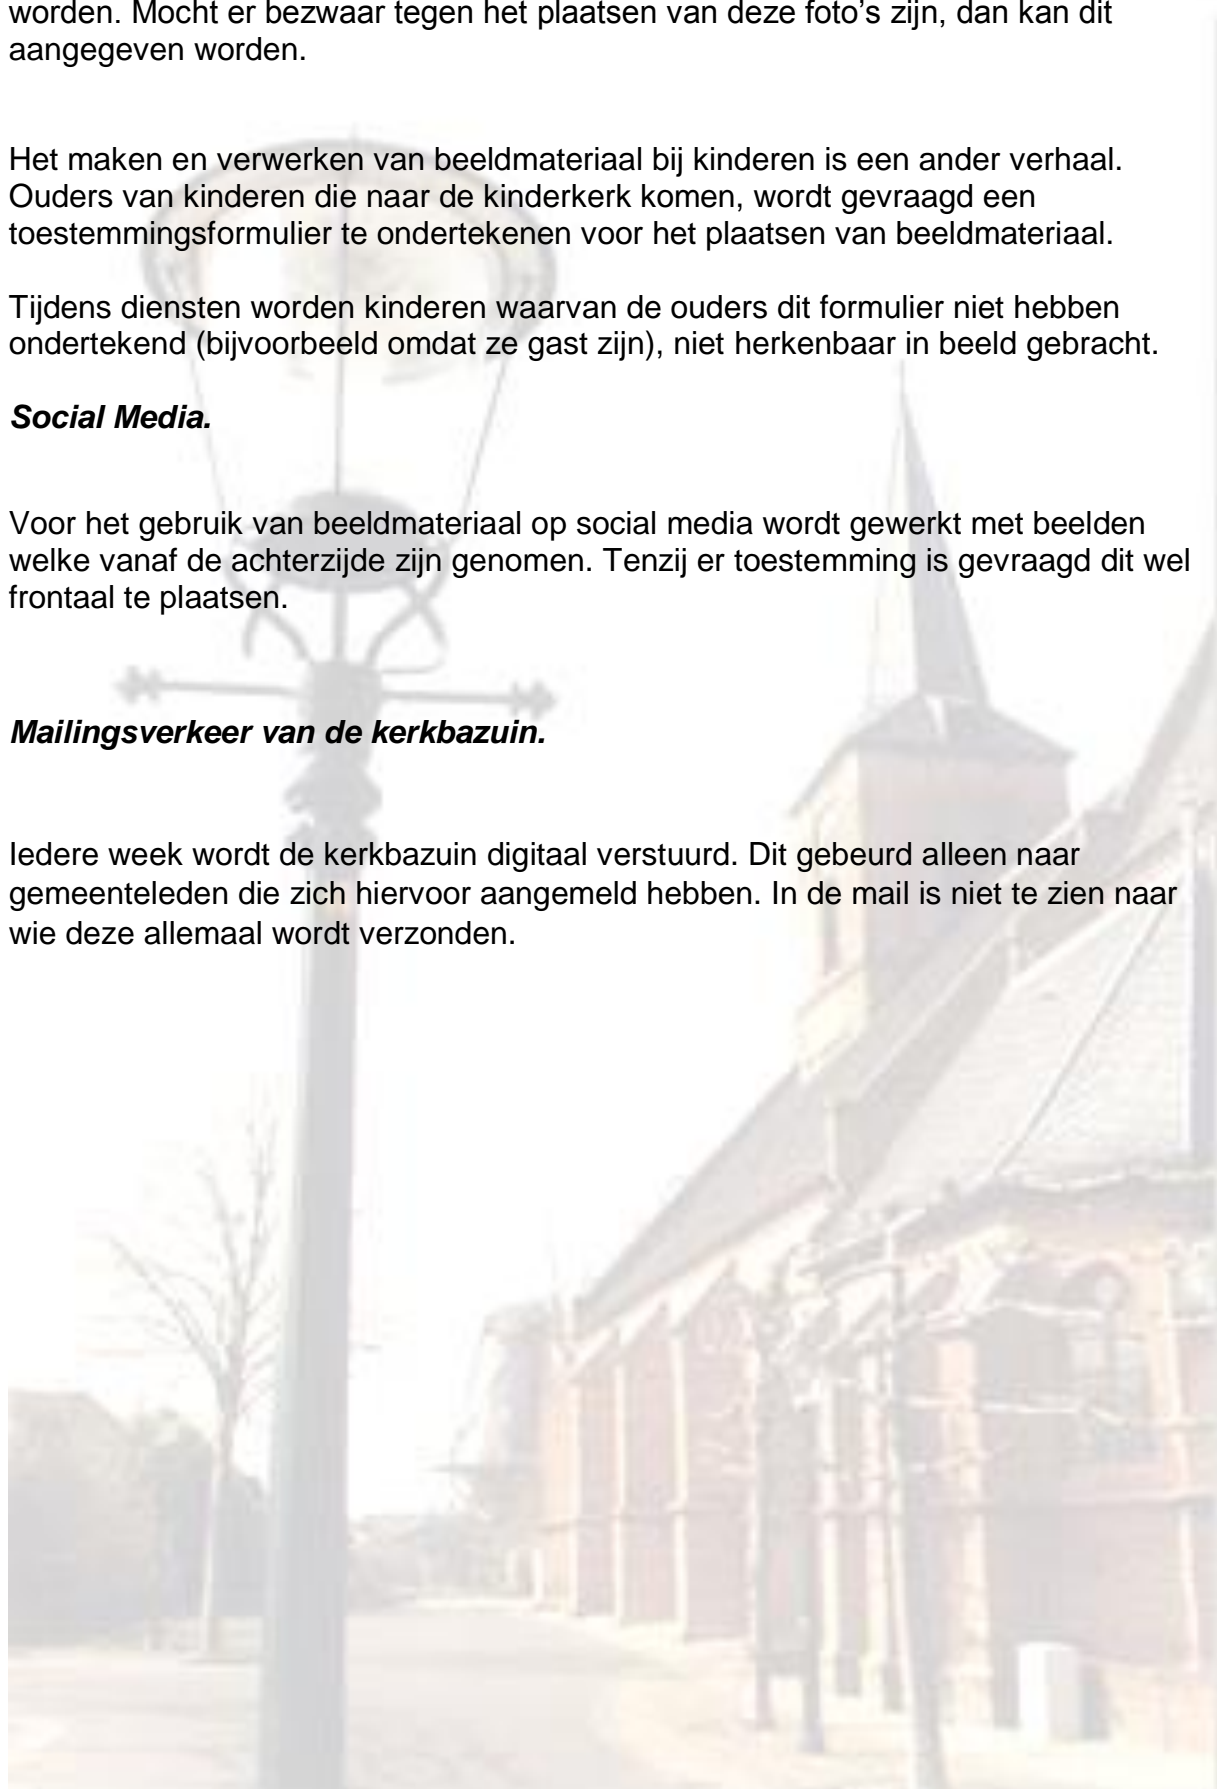 worden. Mocht er bezwaar tegen het plaatsen van deze foto’s zijn, dan kan dit
aangegeven worden.
Het maken en verwerken van beeldmateriaal bij kinderen is een ander verhaal.
Ouders van kinderen die naar de kinderkerk komen, wordt gevraagd een
toestemmingsformulier te ondertekenen voor het plaatsen van beeldmateriaal.
Tijdens diensten worden kinderen waarvan de ouders dit formulier niet hebben
ondertekend (bijvoorbeeld omdat ze gast zijn), niet herkenbaar in beeld gebracht.
Social Media.
Voor het gebruik van beeldmateriaal op social media wordt gewerkt met beelden
welke vanaf de achterzijde zijn genomen. Tenzij er toestemming is gevraagd dit wel
frontaal te plaatsen.
Mailingsverkeer van de kerkbazuin.
Iedere week wordt de kerkbazuin digitaal verstuurd. Dit gebeurd alleen naar
gemeenteleden die zich hiervoor aangemeld hebben. In de mail is niet te zien naar
wie deze allemaal wordt verzonden.